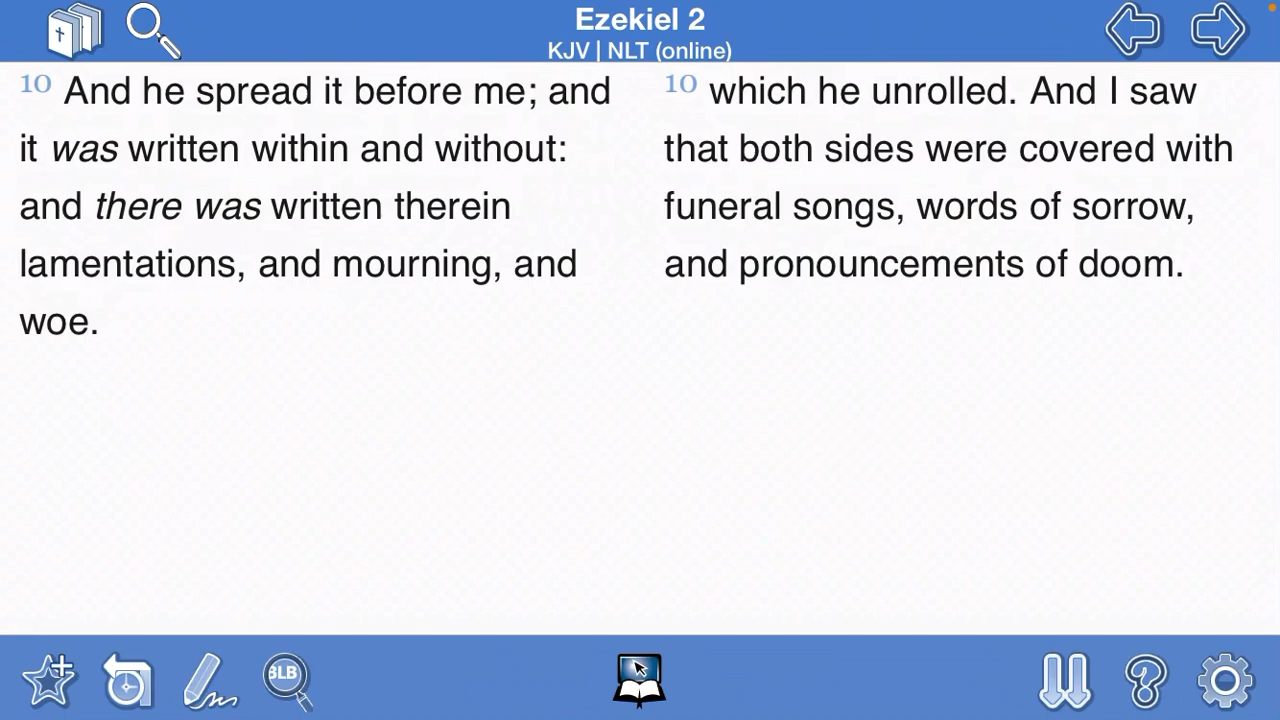 Ezekiel 2
KJV | NLT (online)
10 And he spread it before me; and
it was written within and without:
and there was written therein
lamentations, and mourning, and
woe.
10 which he unrolled. And I saw
that both sides were covered with
funeral songs, words of sorrow,
and pronouncements of doom.
BLB